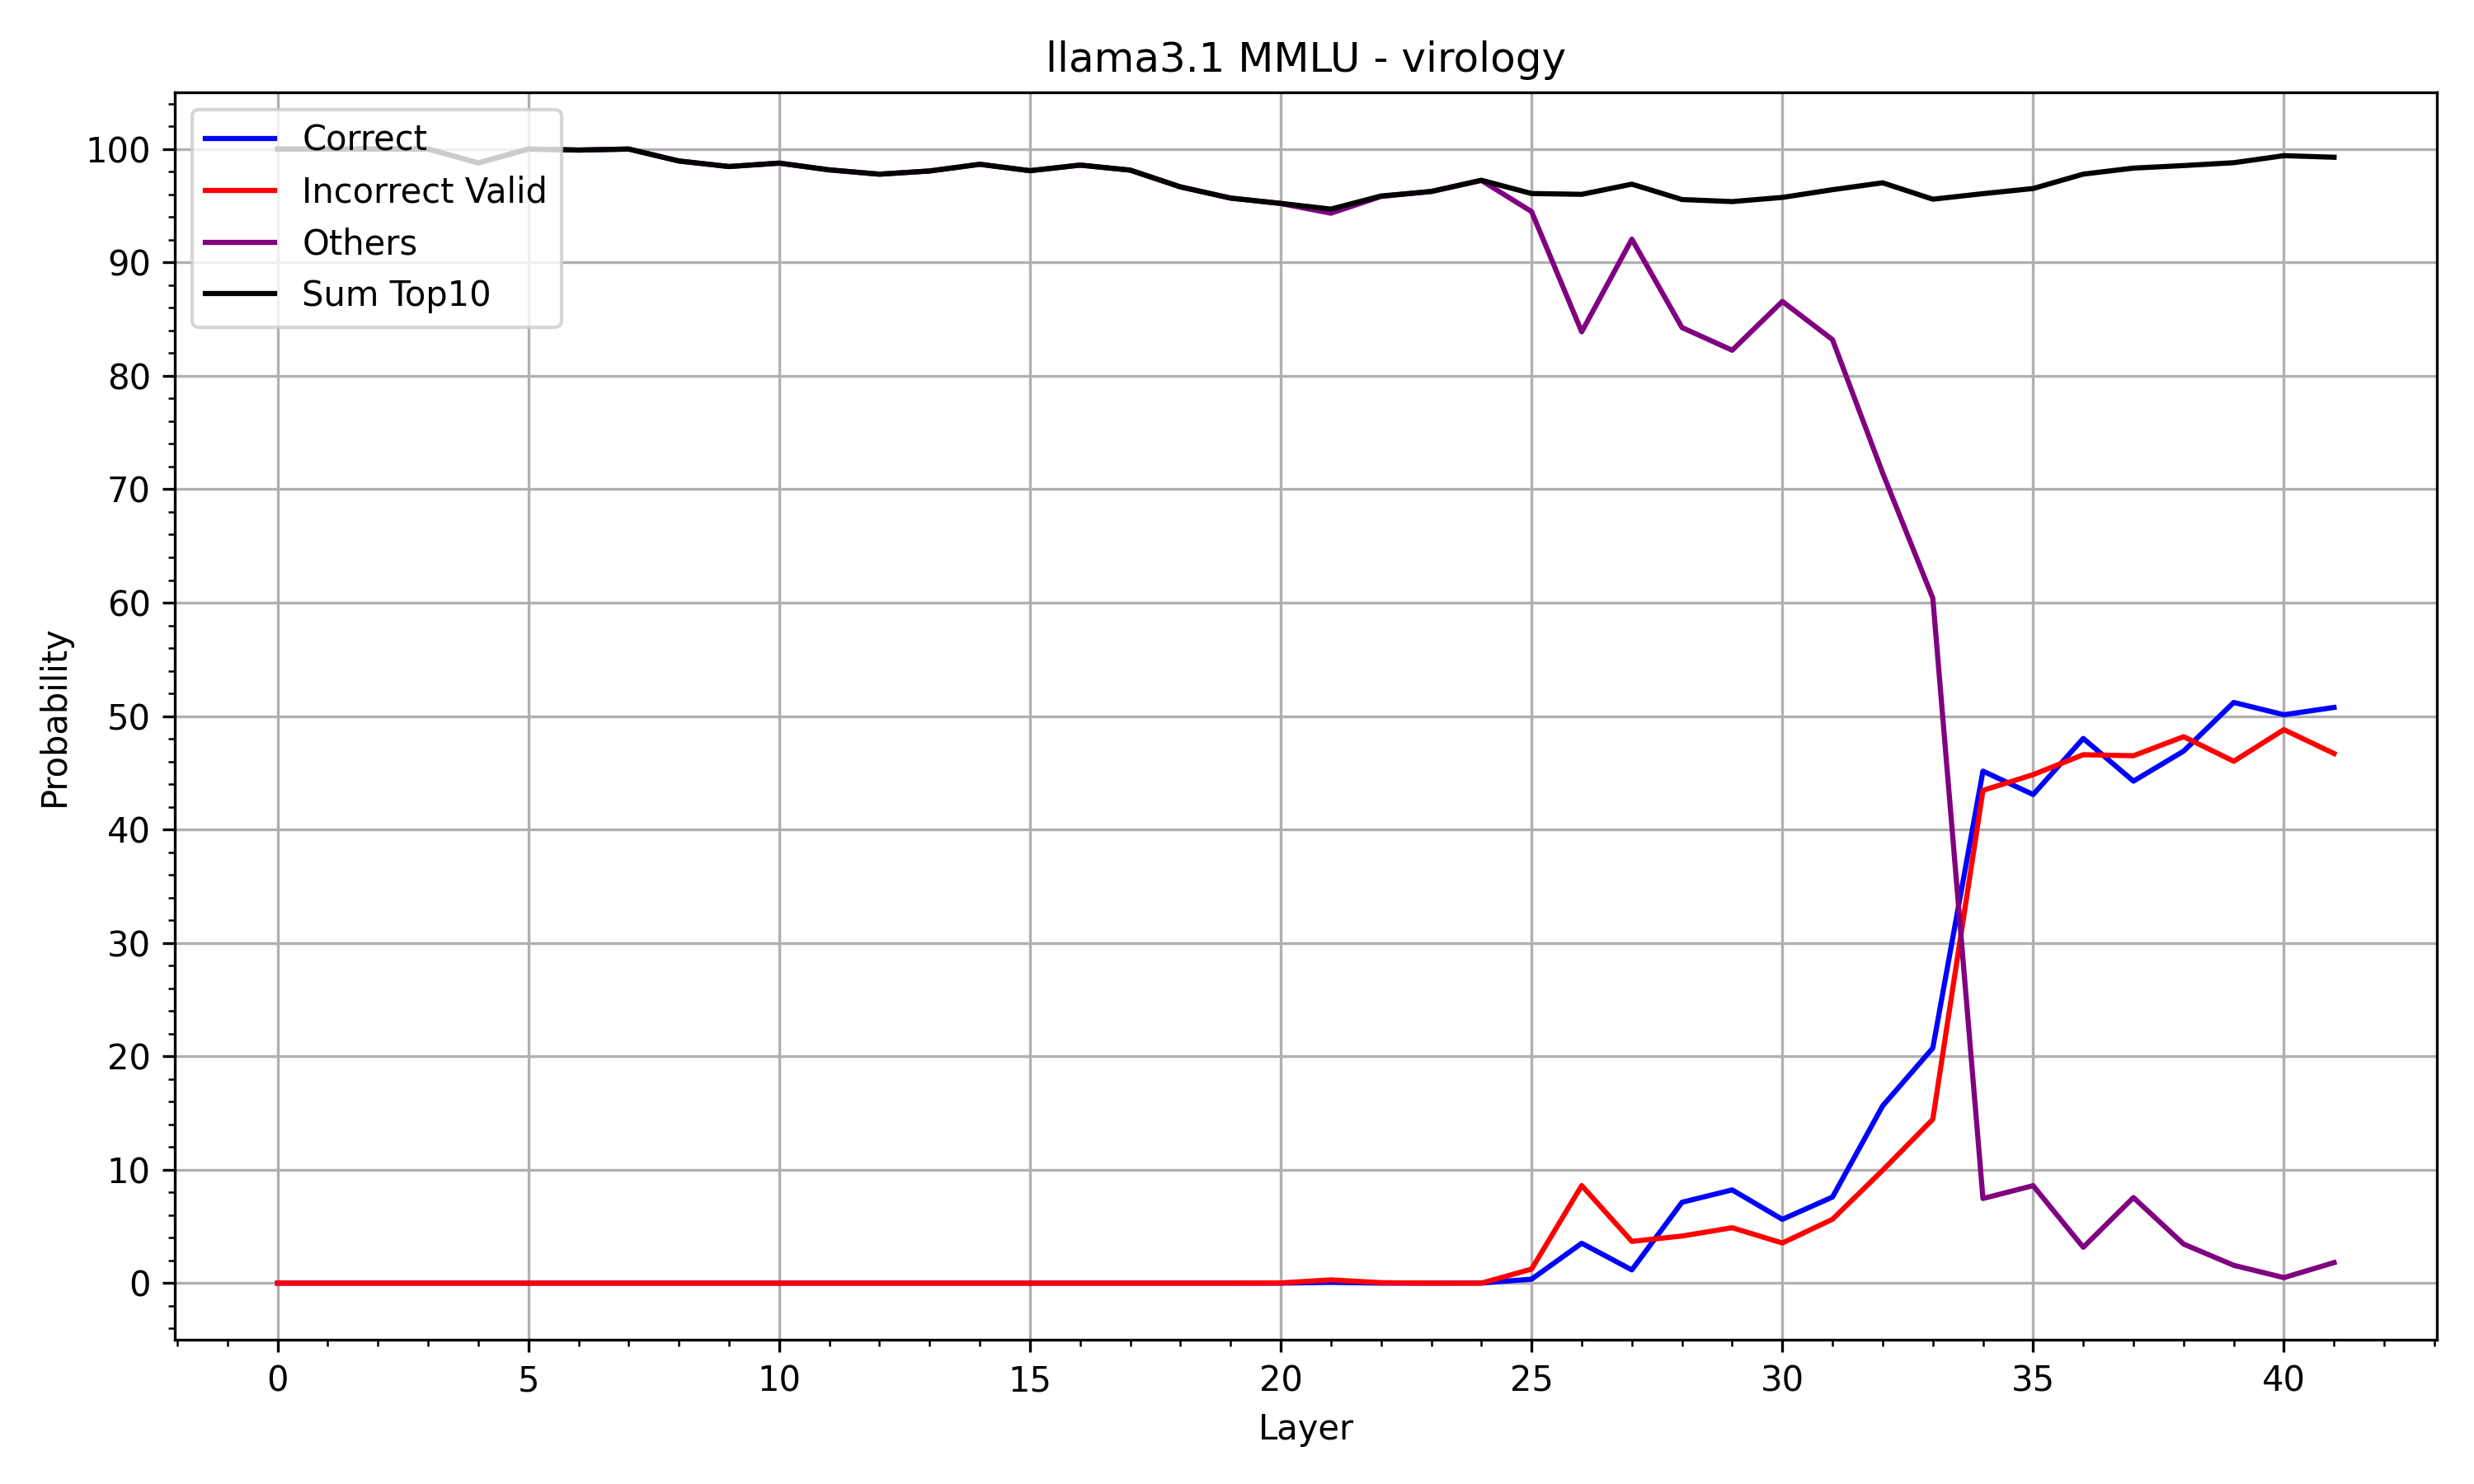 llama3.1 MMLU - virology
Correct
Incorrect Valid
Others
Sum Top10
Probability
100
90
80
70
60
50
40
30
20
10
0
0 5 10 15 20 25 30 35 40
Layer